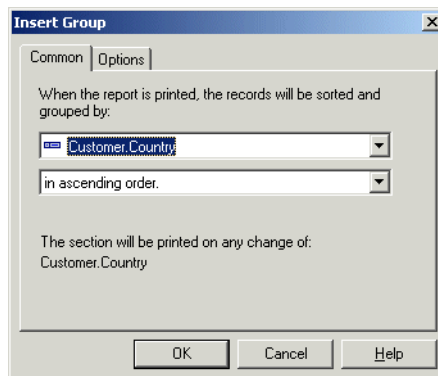 Insert Group
Common
Options
When the report is printed, the records will be sorted and
grouped by:
Customer.Country
in ascending order.
The section will be printed on any change of:
Customer.Country
OK
Cancel
Help